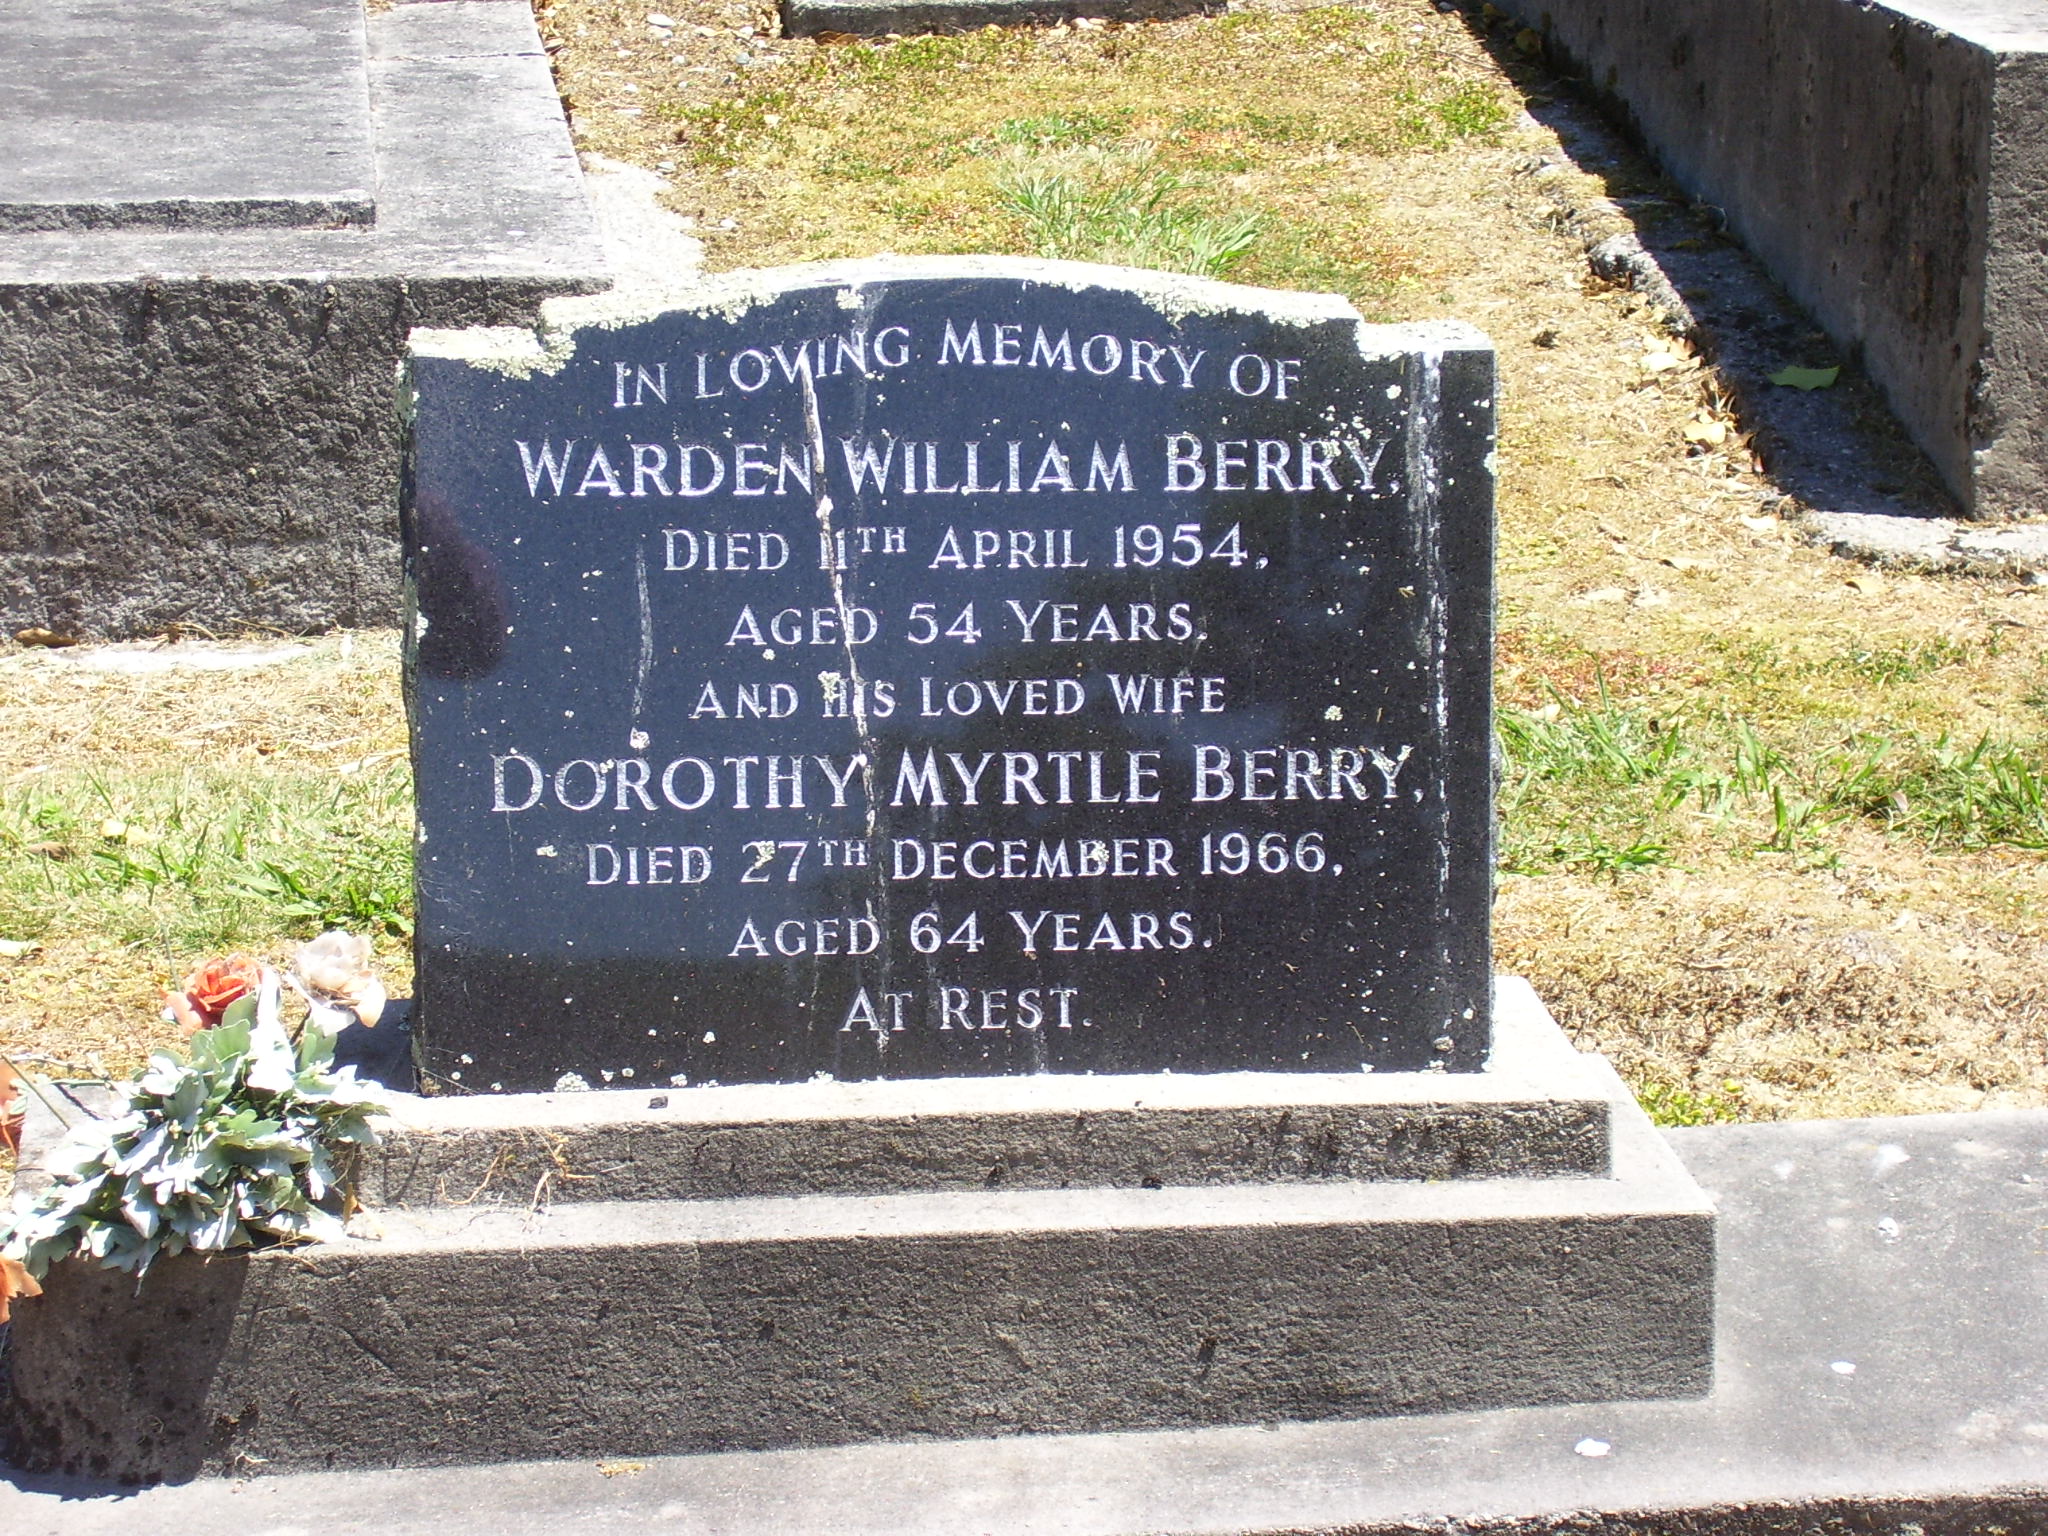 IN LOVING MEMORY OF
WARDEN WILLIAM BERRY,
DIED 11TH APRIL 1954,
AGED 54 YEARS.
AND HIS LOVED WIFE
DOROTHY MYRTLE BERRY,
DIED 27TH DECEMBER 1966,
AGED 64 YEARS.
AT REST.